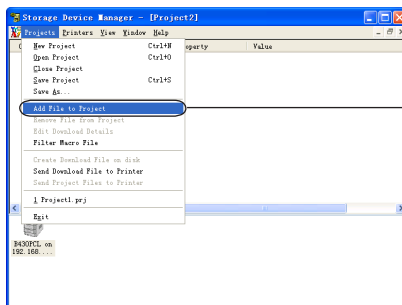 Storage Device Manager - [Project2]
Projects Printers View Window Help
operty Value
New Project Ctrl+N
Open Project Ctrl+O
Close Project
Save Project Ctrl+S
Save As...
Add File to Project
Remove File from Project
Edit Download Details
Filter Macro File
Create Download File on disk
Send Download File to Printer
Send Project Files to Printer
1 Project1.prj
Exit
B430PCL on
192.168....